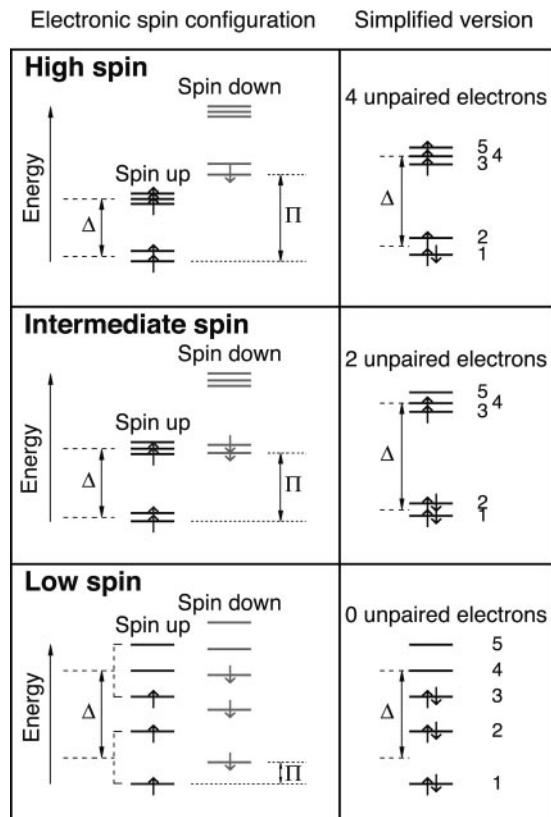 Electronic spin configuration
Simplified version
High spin
Spin down
Spin up
Energy
Δ
Π
4 unpaired electrons
5
4
3
Δ
2
1
Intermediate spin
Spin down
Spin up
Energy
Δ
Π
2 unpaired electrons
5
4
3
Δ
2
1
Low spin
Spin down
Spin up
Energy
Δ
Π
0 unpaired electrons
5
4
3
Δ
2
1